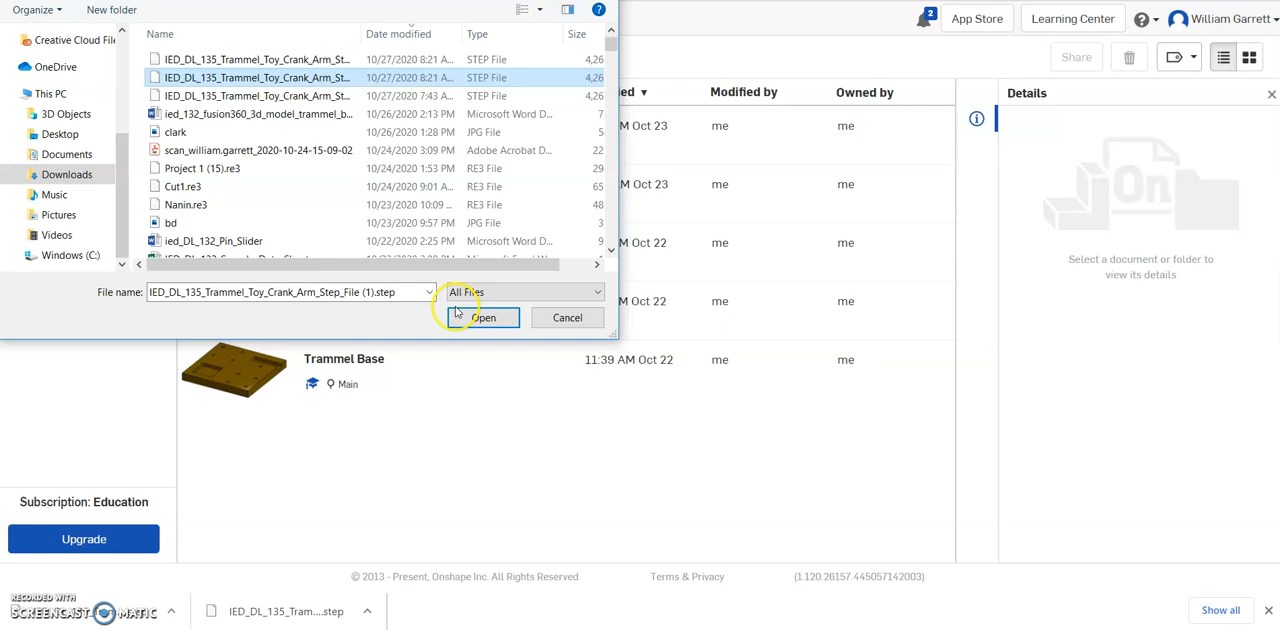 Organize
New folder
?
2
App Store
Learning Center
?
William Garrett
Share
Creative Cloud File
OneDrive
This PC
3D Objects
Desktop
Documents
Downloads
Music
Pictures
Videos
Windows (C:)
Name
Date modified
Type
Size
IED_DL_135_Trammel_Toy_Crank_Arm_St... 10/27/2020 8:21 A... STEP File 4,26
IED_DL_135_Trammel_Toy_Crank_Arm_St... 10/27/2020 8:21 A... STEP File 4,26
IED_DL_135_Trammel_Toy_Crank_Arm_St... 10/27/2020 7:43 A... STEP File 4,26
ied_132_fusion360_3d_model_trammel_b... 10/26/2020 2:13 P... Microsoft Word D... 7
clark 10/26/2020 1:28 PM JPG File 5
scan_william.garrett_2020-10-24-15-09-02 10/24/2020 3:09 PM Adobe Acrobat D... 22
Project 1 (15).re3 10/24/2020 1:53 PM RE3 File 29
Cut1.re3 10/24/2020 9:01 A... RE3 File 65
Nanin.re3 10/23/2020 10:09 ... RE3 File 48
bd 10/23/2020 9:57 PM JPG File 3
ied_DL_132_Pin_Slider 10/22/2020 2:25 PM Microsoft Word D... 9
File name: IED_DL_135_Trammel_Toy_Crank_Arm_Step_File (1).step
All Files
Open
Cancel
ied ▼ Modified by Owned by
M Oct 23 me me
M Oct 23 me me
M Oct 22 me me
M Oct 22 me me
Trammel Base 11:39 AM Oct 22 me me
Main
Details
On
Select a document or folder to
view its details
Subscription: Education
Upgrade
© 2013 - Present, Onshape Inc. All Rights Reserved.
Terms & Privacy
(1.120.26157.445057142003)
RECORDED WITH
SCREENCAST-O-MATIC
IED_DL_135_Tram....step
Show all